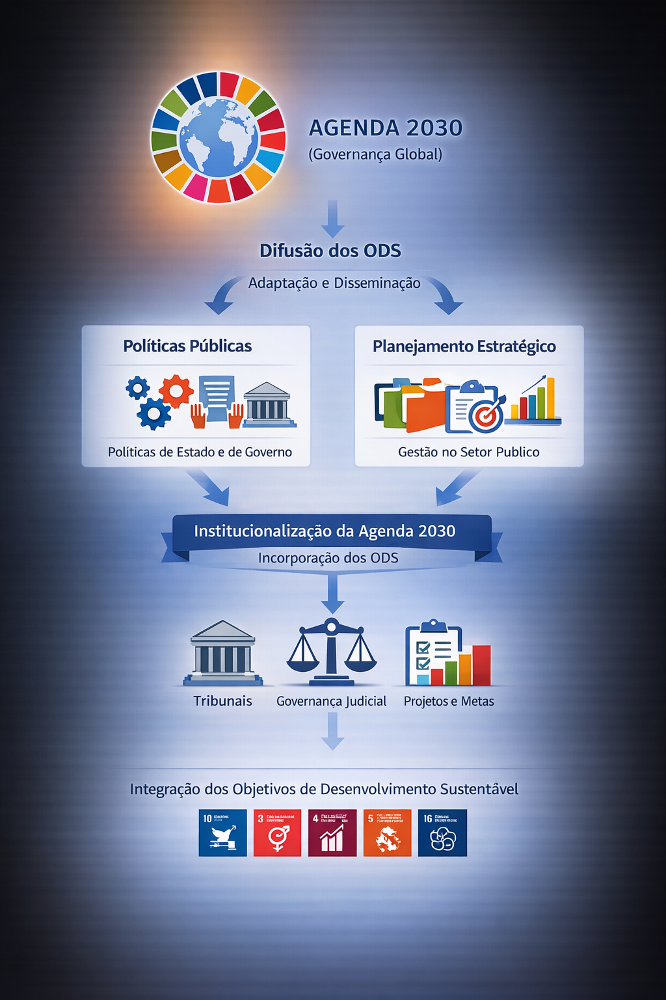 AGENDA 2030
(Governança Global)
Difusão dos ODS
Adaptação e Disseminação
Políticas Públicas
Planejamento Estratégico
Políticas de Estado e de Governo
Gestão no Setor Publico
Institucionalização da Agenda 2030
Incorporação dos ODS
Tribunais
Governança Judicial
Projetos e Metas
Integração dos Objetivos de Desenvolvimento Sustentável
10
3
4
5
16